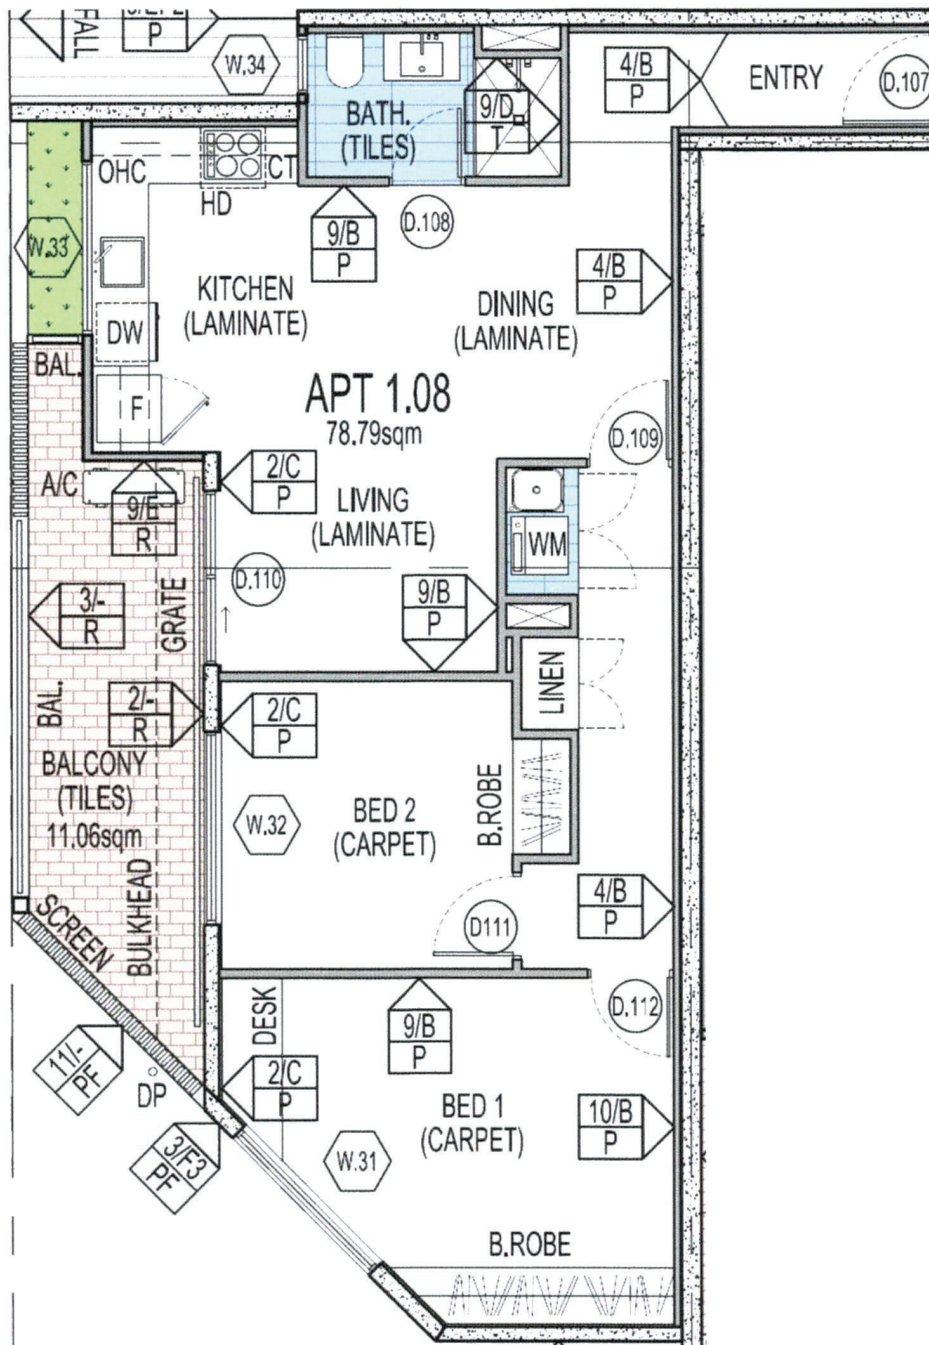 FALL
P
W.34
BATH.
(TILES)
9/D
T
4/B
P
ENTRY
D.107
OHC
CT
HD
W.33
9/B
P
D.108
KITCHEN
(LAMINATE)
4/B
P
DINING
(LAMINATE)
DW
BAL.
F
APT 1.08
78.79sqm
D.109
A/C
9/E
R
2/C
P
LIVING
(LAMINATE)
WM
D.110
3/-
R
GRATE
9/B
P
LINEN
BAL.
2/-
R
2/C
P
BALCONY
(TILES)
11.06sqm
W.32
BED 2
(CARPET)
B.ROBE
BULKHEAD
SCREEN
4/B
P
D111
DESK
9/B
P
D.112
11/-
PF
DP
2/C
P
BED 1
(CARPET)
10/B
P
3/F3
PF
W.31
B.ROBE